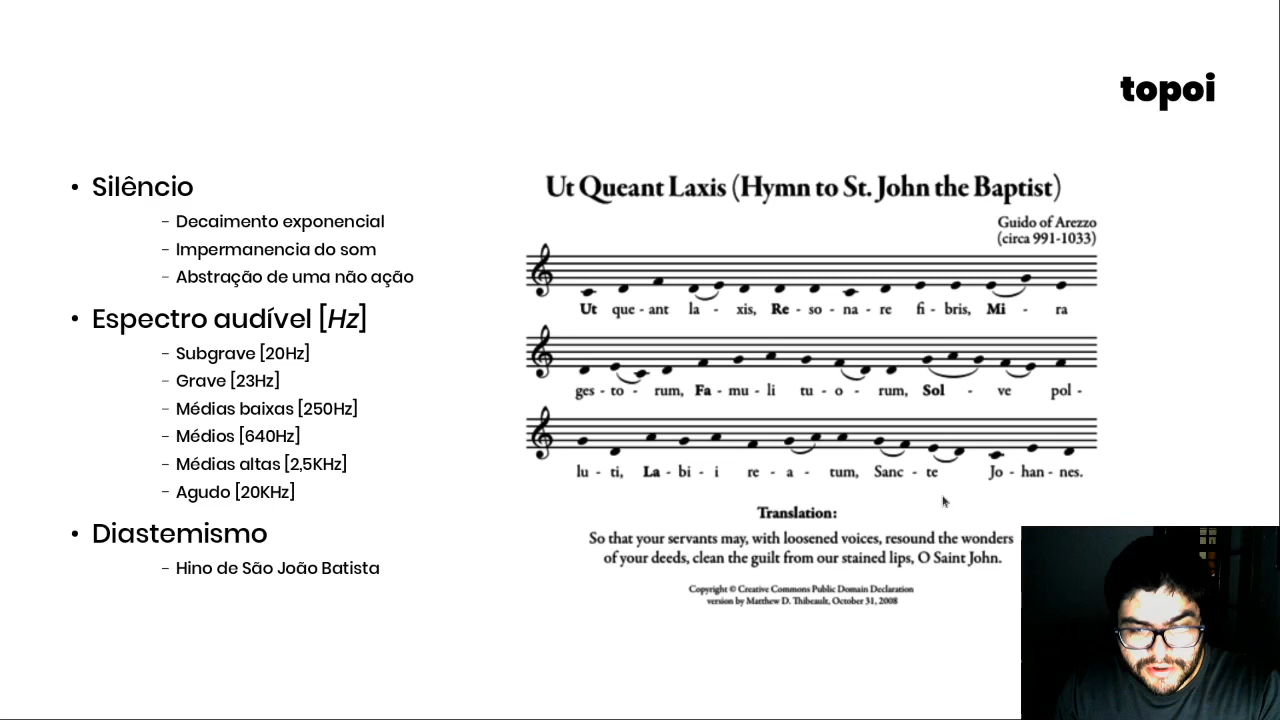 topoi
• Silêncio
– Decaimento exponencial
– Impermanencia do som
– Abstração de uma não ação
• Espectro audível [Hz]
– Subgrave [20Hz]
– Grave [23Hz]
– Médias baixas [250Hz]
– Médios [640Hz]
– Médias altas [2,5KHz]
– Agudo [20KHz]
• Diastemismo
– Hino de São João Batista
Ut Queant Laxis (Hymn to St. John the Baptist)
Guido of Arezzo
(circa 991-1033)
Ut que - ant la - xis, Re - so - na - re fi - bris, Mi - ra
ges - to - rum, Fa - mu - li tu - o - rum, Sol - ve pol -
lu - ti, La - bi - i re - a - tum, Sanc - te Jo - han - nes.
Translation:
So that your servants may, with loosened voices, resound the wonders
of your deeds, clean the guilt from our stained lips, O Saint John.
Copyright © Creative Commons Public Domain Declaration
version by Matthew D. Thibeault, October 31, 2008